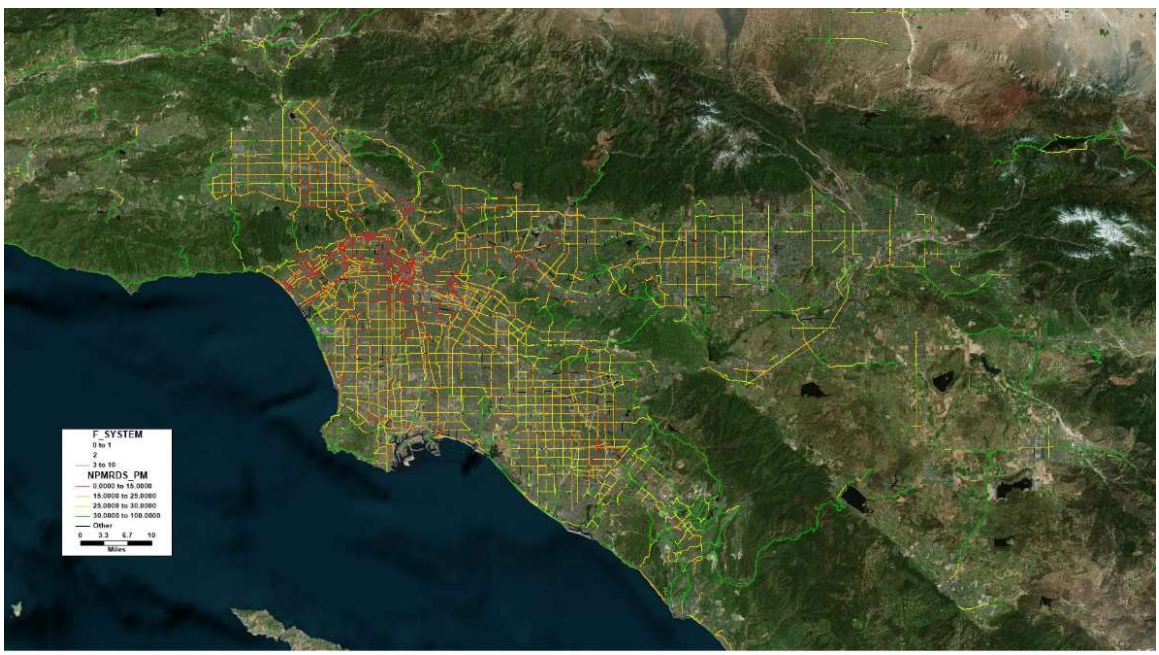 F_SYSTEM
0 to 1
2
3 to 10
NPMRDS_PM
0.0000 to 15.0000
15.0000 to 25.0000
25.0000 to 30.0000
30.0000 to 100.0000
Other
0 3.3 6.7 10
Miles